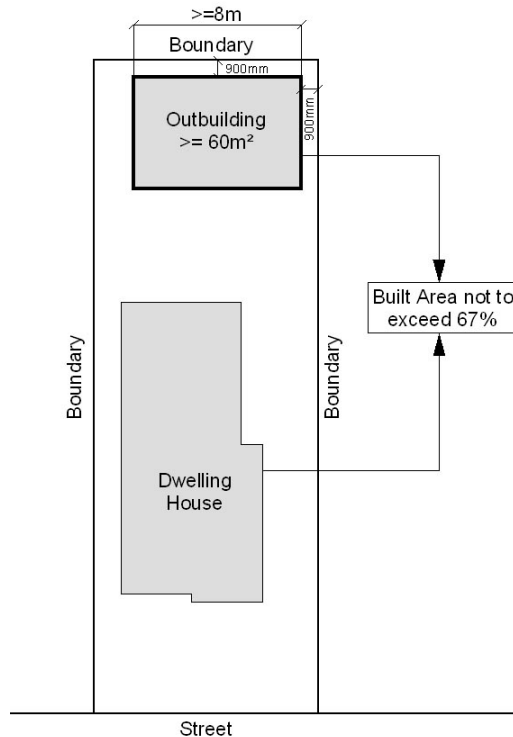 >=8m
Boundary
900mm
900mm
Outbuilding
>= 60m²
Built Area not to
exceed 67%
Boundary
Boundary
Dwelling
House
Street